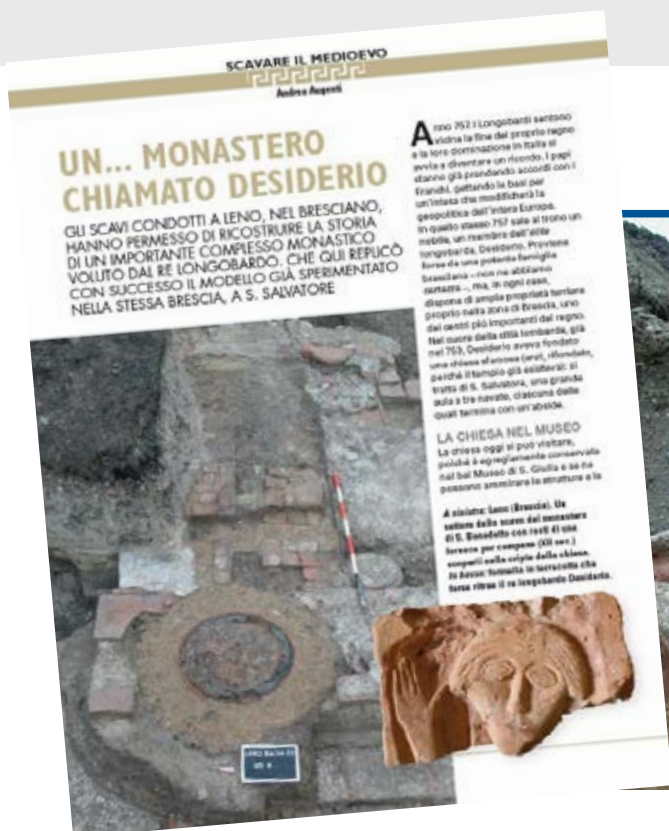 SCAVARE IL MEDIOEVO
Andrea Augenti
UN... MONASTERO
CHIAMATO DESIDERIO
GLI SCAVI CONDOTTI A LENO, NEL BRESCIANO,
HANNO PERMESSO DI RICOSTRUIRE LA STORIA
DI UN IMPORTANTE COMPLESSO MONASTICO
VOLUTO DAL RE LONGOBARDO. CHE QUI REPLICÒ
CON SUCCESSO IL MODELLO GIÀ SPERIMENTATO
NELLA STESSA BRESCIA, A S. SALVATORE
Anno 757. I Longobardi sentono
vicina la fine del proprio regno
e la loro dominazione in Italia si
avvia a diventare un ricordo. I papi
stanno già prendendo accordi con i
Franchi, gettando le basi per
un'intesa che modificherà la
geopolitica dell'intera Europa.
In quello stesso 757 sale al trono un
nobile, un membro dell'élite
longobarda, Desiderio. Proviene
forse da una potente famiglia
bresciana – non ne abbiamo
certezza –, ma, in ogni caso,
dispone di ampie proprietà terriere
proprio nella zona di Brescia, uno
dei centri più importanti del regno.
Nel cuore della città lombarda, già
nel 753, Desiderio aveva fondato
una chiesa (anzi, rifondato,
perché il tempio già esisteva): si
tratta di S. Salvatore, una grande
aula a tre navate, ciascuna delle
quali termina con un'abside.
LA CHIESA NEL MUSEO
La chiesa oggi si può visitare,
poiché è egregiamente conservata
nel bel Museo di S. Giulia e se ne
possono ammirare le strutture e la
A sinistra: Leno (Brescia). Un
settore dello scavo del monastero
di S. Benedetto con resti di una
fornace per campane (XII sec.)
scoperti nella cripta della chiesa.
In basso: formella in terracotta che
forse ritrae il re longobardo Desiderio.